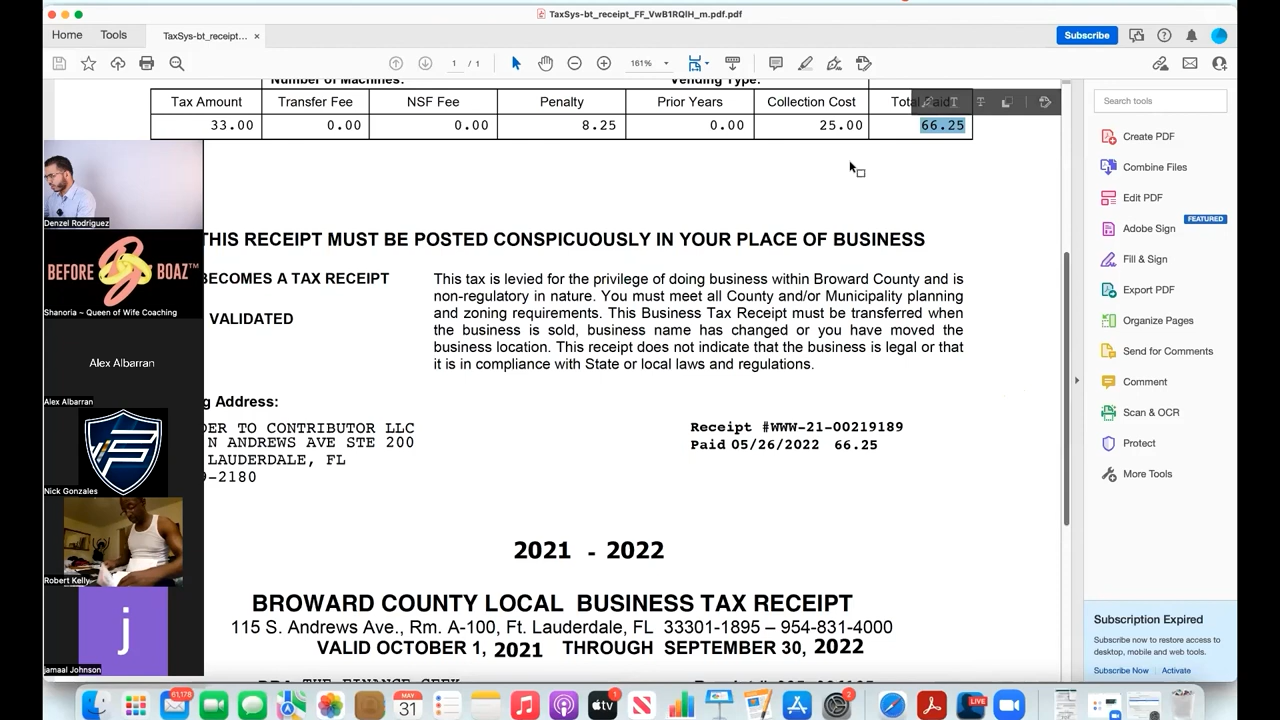 TaxSys-bt_receipt_FF_VwB1RQlH_m.pdf.pdf
Home Tools TaxSys-bt_receipt... × Subscribe
1 / 1 161%
Number of Machines: Vending Type:
Tax Amount Transfer Fee NSF Fee Penalty Prior Years Collection Cost Total Paid
33.00 0.00 0.00 8.25 0.00 25.00 66.25
THIS RECEIPT MUST BE POSTED CONSPICUOUSLY IN YOUR PLACE OF BUSINESS
BECOMES A TAX RECEIPT
VALIDATED
This tax is levied for the privilege of doing business within Broward County and is
non-regulatory in nature. You must meet all County and/or Municipality planning
and zoning requirements. This Business Tax Receipt must be transferred when
the business is sold, business name has changed or you have moved the
business location. This receipt does not indicate that the business is legal or that
it is in compliance with State or local laws and regulations.
g Address:
DER TO CONTRIBUTOR LLC
N ANDREWS AVE STE 200
LAUDERDALE, FL
9-2180
Receipt #WWW-21-00219189
Paid 05/26/2022 66.25
2021 - 2022
BROWARD COUNTY LOCAL BUSINESS TAX RECEIPT
115 S. Andrews Ave., Rm. A-100, Ft. Lauderdale, FL 33301-1895 – 954-831-4000
VALID OCTOBER 1, 2021 THROUGH SEPTEMBER 30, 2022
Denzel Rodriguez
BEFORE BOAZ™
Shanoria ~ Queen of Wife Coaching
Alex Albarran
Alex Albarran
Nick Gonzales
Robert Kelly
j
jamaal Johnson
Search tools
Create PDF
Combine Files
Edit PDF
FEATURED
Adobe Sign
Fill & Sign
Export PDF
Organize Pages
Send for Comments
Comment
Scan & OCR
Protect
More Tools
Subscription Expired
Subscribe now to restore access to
desktop, mobile and web tools.
Subscribe Now Activate
61,178
MAY
31
tv
1
2
LIVE